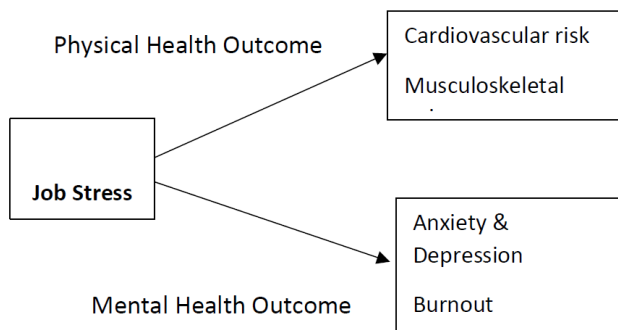 Physical Health Outcome
Cardiovascular risk
Musculoskeletal
Job Stress
Anxiety &
Depression
Burnout
Mental Health Outcome